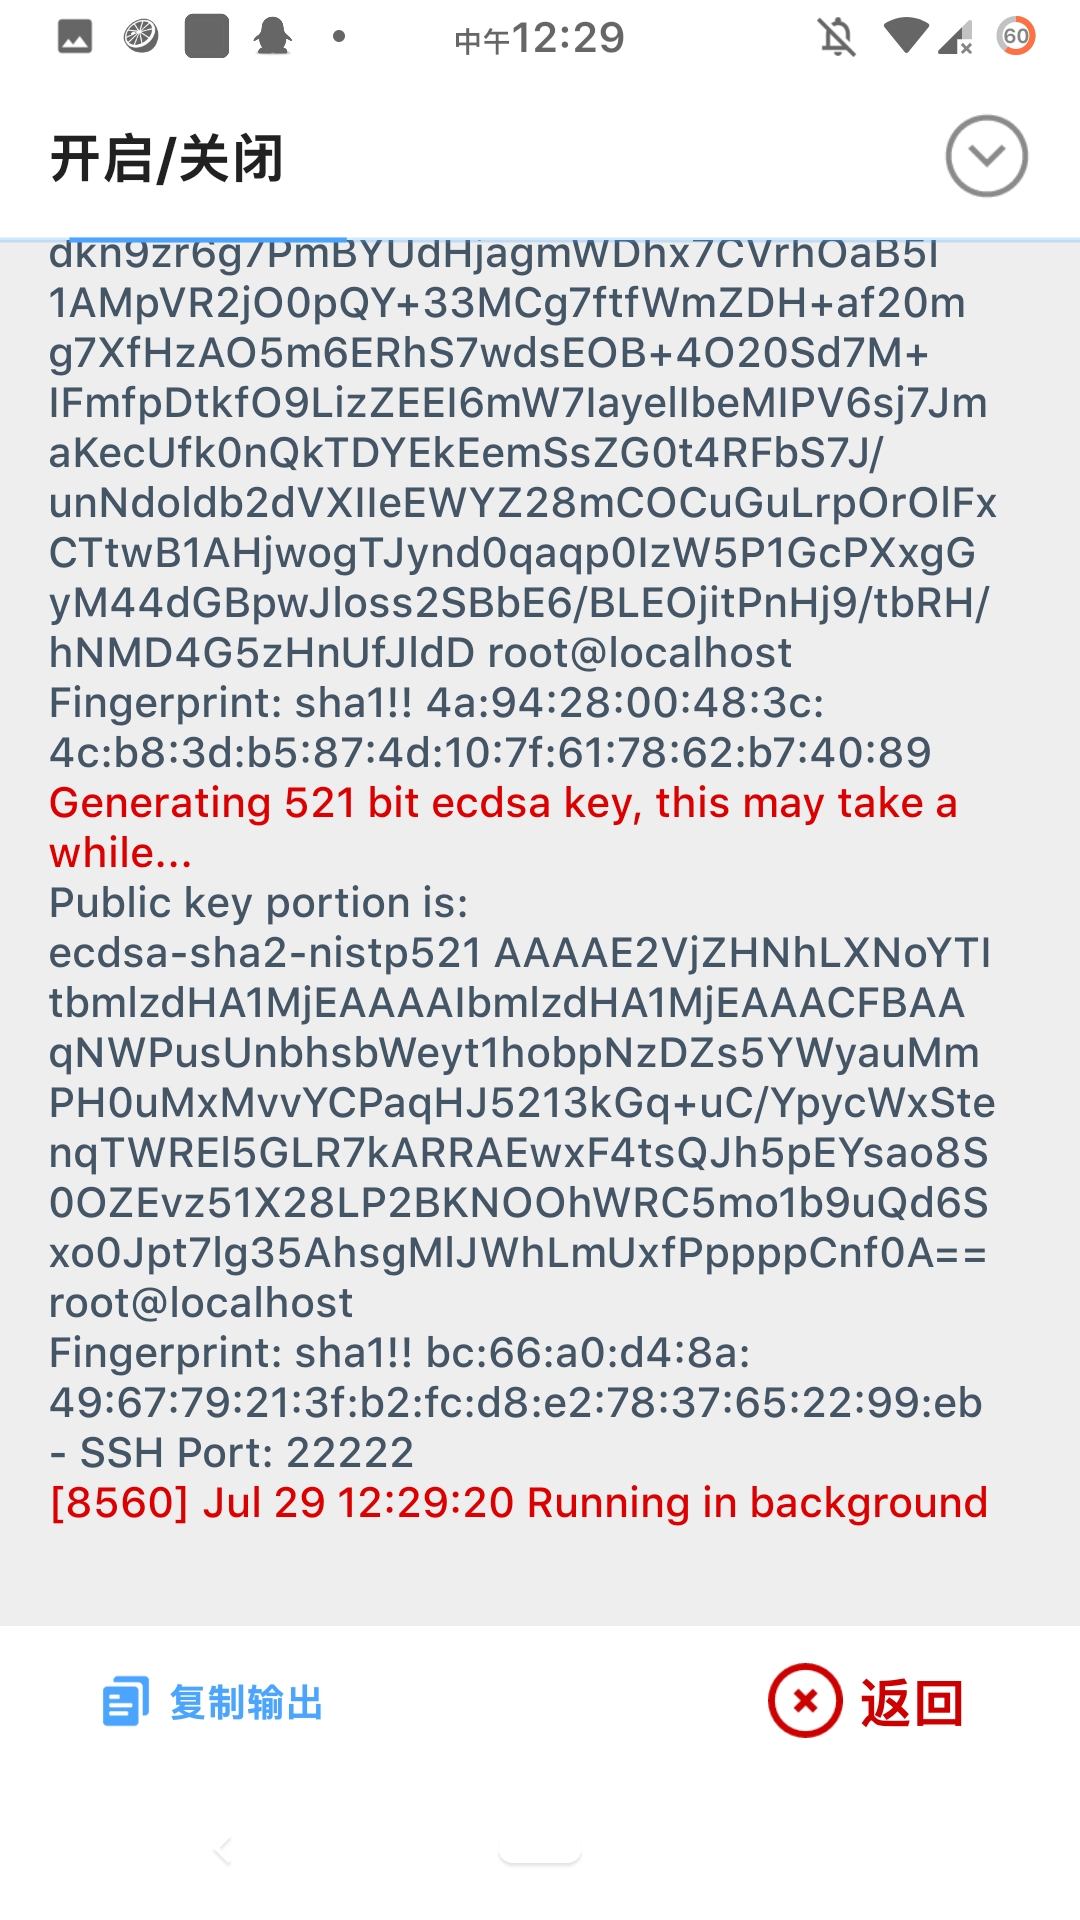 中午12:29
60
开启/关闭
dkn9zr6g7PmBYUdHjagmWDhx7CVrhOaB5I
1AMpVR2jO0pQY+33MCg7ftfWmZDH+af20m
g7XfHzAO5m6ERhS7wdsEOB+4O20Sd7M+
IFmfpDtkfO9LizZEEI6mW7IayelIbeMIPV6sj7Jm
aKecUfk0nQkTDYEkEemSsZG0t4RFbS7J/
unNdoldb2dVXIIeEWYZ28mCOCuGuLrpOrOlFx
CTtwB1AHjwogTJynd0qaqp0IzW5P1GcPXxgG
yM44dGBpwJloss2SBbE6/BLEOjitPnHj9/tbRH/
hNMD4G5zHnUfJldD root@localhost
Fingerprint: sha1!! 4a:94:28:00:48:3c:
4c:b8:3d:b5:87:4d:10:7f:61:78:62:b7:40:89
Generating 521 bit ecdsa key, this may take a
while...
Public key portion is:
ecdsa-sha2-nistp521 AAAAE2VjZHNhLXNoYTI
tbmlzdHA1MjEAAAAIbmlzdHA1MjEAAACFBAA
qNWPusUnbhsbWeyt1hobpNzDZs5YWyauMm
PH0uMxMvvYCPaqHJ5213kGq+uC/YpycWxSte
nqTWREl5GLR7kARRAEwxF4tsQJh5pEYsao8S
0OZEvz51X28LP2BKNOOhWRC5mo1b9uQd6S
xo0Jpt7lg35AhsgMlJWhLmUxfPppppCnf0A==
root@localhost
Fingerprint: sha1!! bc:66:a0:d4:8a:
49:67:79:21:3f:b2:fc:d8:e2:78:37:65:22:99:eb
- SSH Port: 22222
[8560] Jul 29 12:29:20 Running in background
复制输出
返回